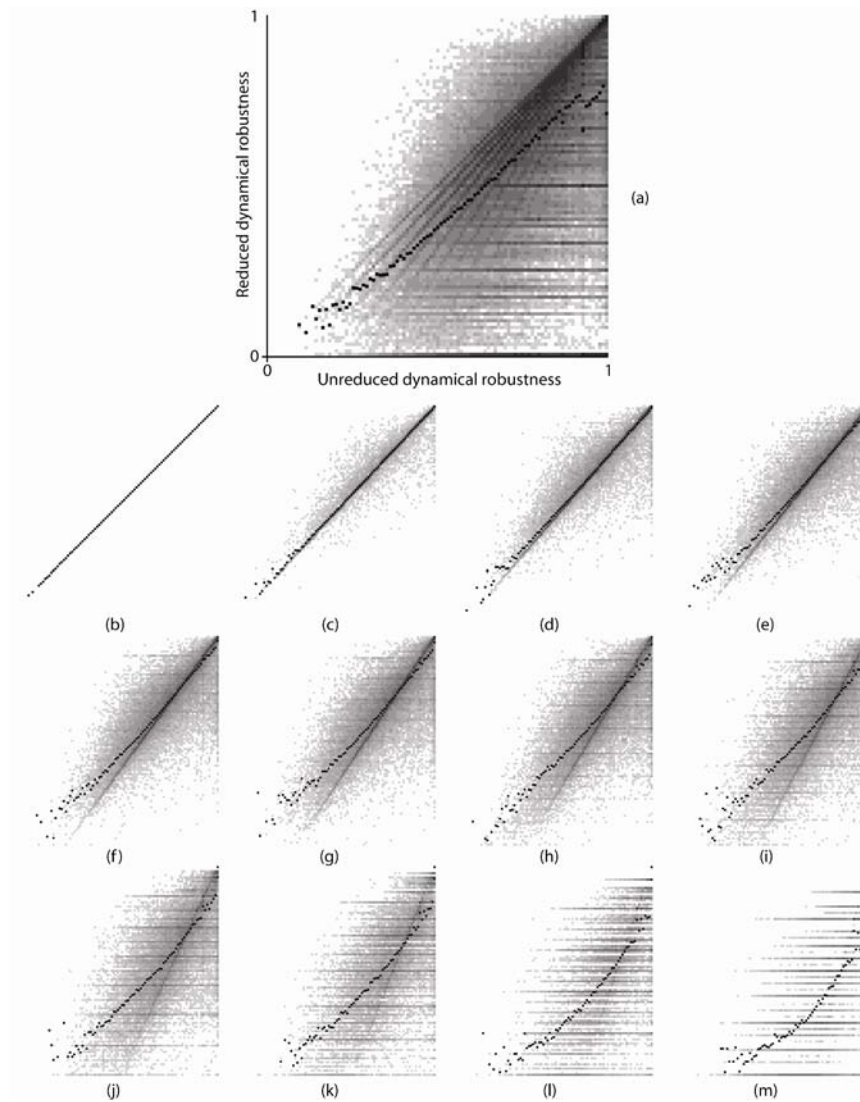 1
Reduced dynamical robustness
(a)
0
0
1
Unreduced dynamical robustness
(b)
(c)
(d)
(e)
(f)
(g)
(h)
(i)
(j)
(k)
(l)
(m)